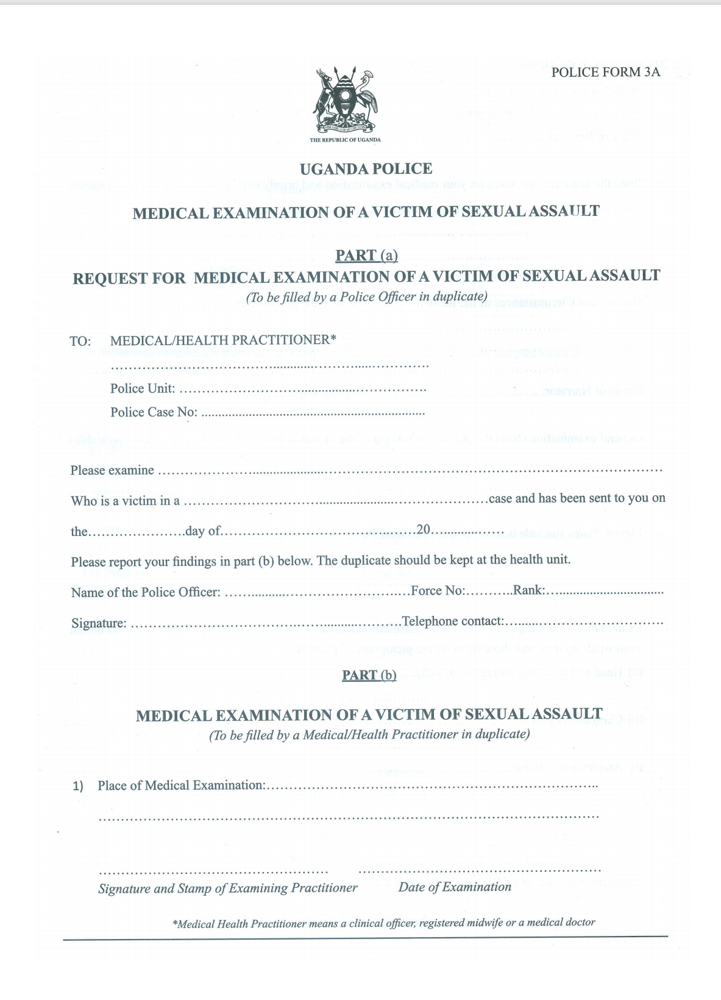 POLICE FORM 3A
FOR GOD AND MY COUNTRY
THE REPUBLIC OF UGANDA
UGANDA POLICE
MEDICAL EXAMINATION OF A VICTIM OF SEXUAL ASSAULT
PART (a)
REQUEST FOR MEDICAL EXAMINATION OF A VICTIM OF SEXUAL ASSAULT
(To be filled by a Police Officer in duplicate)
TO: MEDICAL/HEALTH PRACTITIONER*
..........................................................................................
Police Unit: ......................................................................
Police Case No: ..................................................................
Please examine ..............................................................................................................................
Who is a victim in a ...............................................................................case and has been sent to you on
the......................day of..................................................20....................
Please report your findings in part (b) below. The duplicate should be kept at the health unit.
Name of the Police Officer: ..................................................Force No:..........Rank:..................................
Signature: ......................................................................Telephone contact:........................................
PART (b)
MEDICAL EXAMINATION OF A VICTIM OF SEXUAL ASSAULT
(To be filled by a Medical/Health Practitioner in duplicate)
1) Place of Medical Examination:....................................................................................
................................................................................................................................
............................................................ ............................................................
Signature and Stamp of Examining Practitioner Date of Examination
*Medical Health Practitioner means a clinical officer, registered midwife or a medical doctor